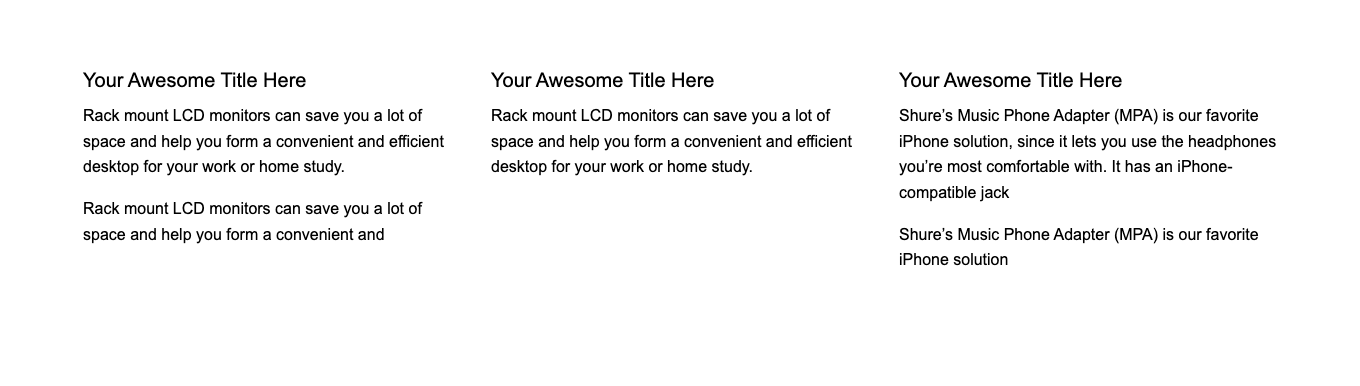 Your Awesome Title Here
Rack mount LCD monitors can save you a lot of
space and help you form a convenient and efficient
desktop for your work or home study.
Rack mount LCD monitors can save you a lot of
space and help you form a convenient and
Your Awesome Title Here
Rack mount LCD monitors can save you a lot of
space and help you form a convenient and efficient
desktop for your work or home study.
Your Awesome Title Here
Shure’s Music Phone Adapter (MPA) is our favorite
iPhone solution, since it lets you use the headphones
you’re most comfortable with. It has an iPhone-
compatible jack
Shure’s Music Phone Adapter (MPA) is our favorite
iPhone solution